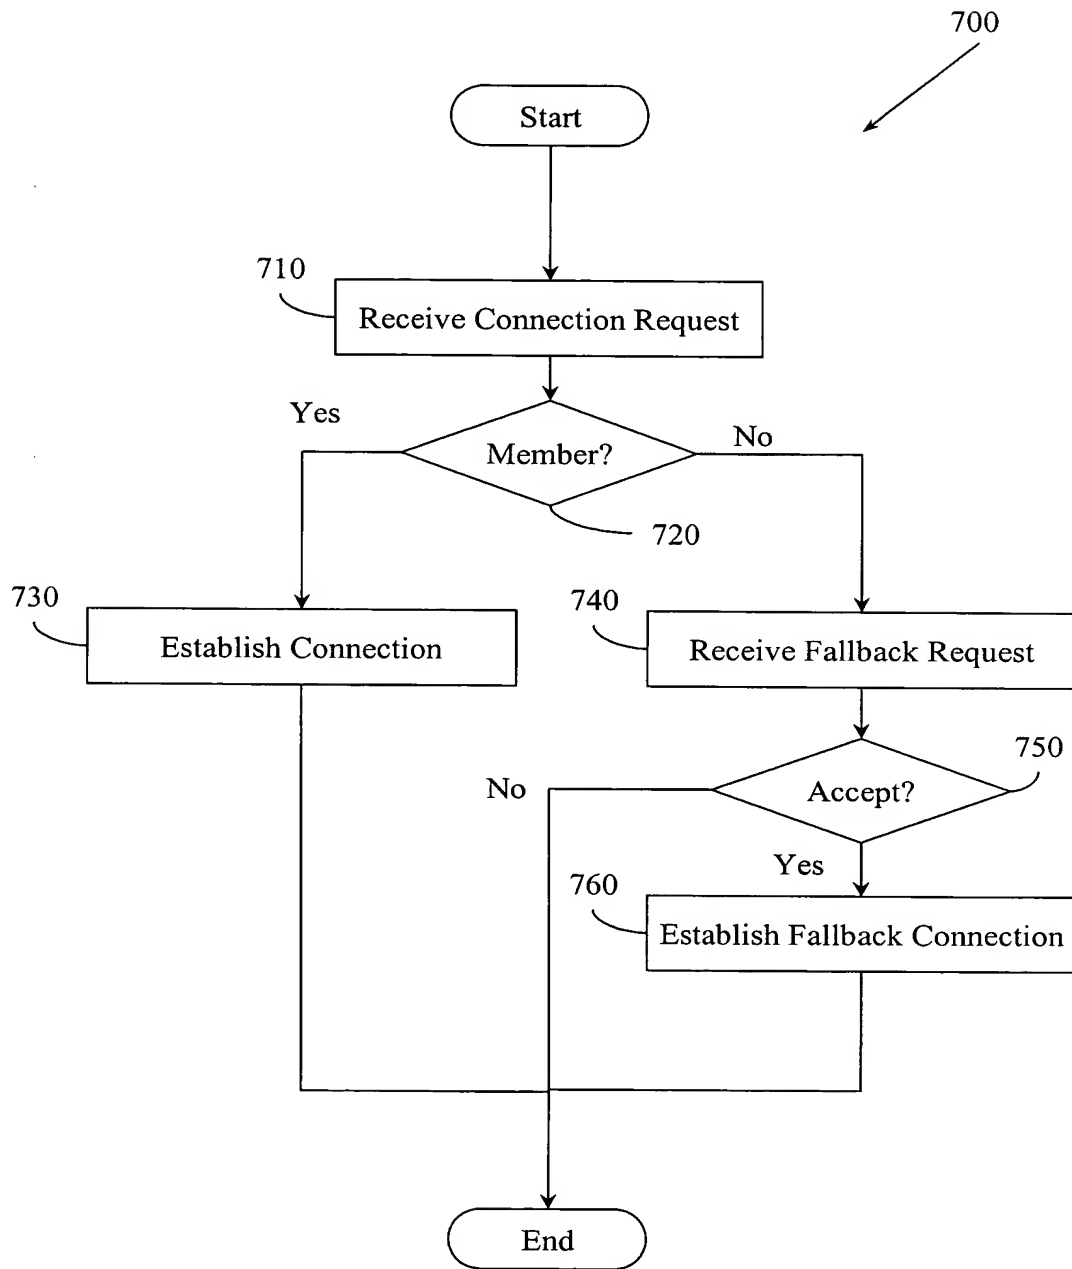 700
Start
710
Receive Connection Request
Yes
Member?
No
720
730
Establish Connection
740
Receive Fallback Request
750
No
Accept?
Yes
760
Establish Fallback Connection
End